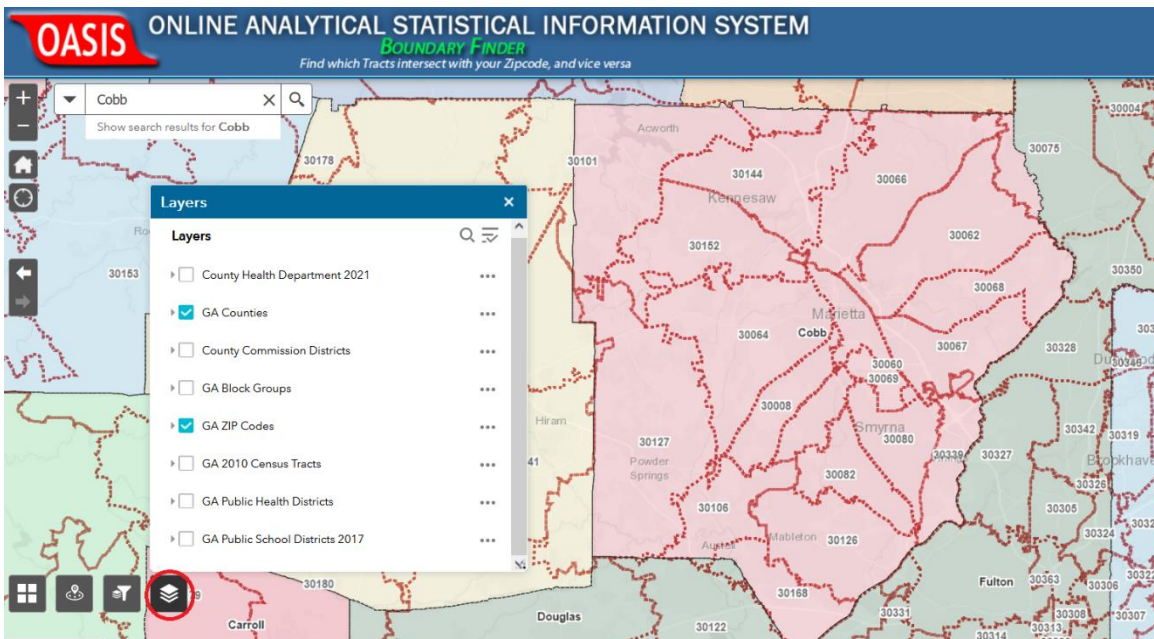 OASIS
ONLINE ANALYTICAL STATISTICAL INFORMATION SYSTEM
BOUNDARY FINDER
Find which Tracts intersect with your Zipcode, and vice versa
Cobb
Show search results for Cobb
Layers
Layers
County Health Department 2021
GA Counties
County Commission Districts
GA Block Groups
GA ZIP Codes
GA 2010 Census Tracts
GA Public Health Districts
GA Public School Districts 2017
30004
Acworth
30075
30178
30101
30144
30066
Kennesaw
30062
30152
30350
30153
30068
Marietta
30064
Cobb
30067
30328
30346
30060
30069
30008
Hiram
Smyrna
30127
30080
30342
30319
Powder
Springs
30339
30327
30082
30326
30106
30305
30324
Austell
Mableton
30126
30180
30168
Fulton
30363
30306
Carroll
Douglas
30122
30331
30308
30307
30313
30314